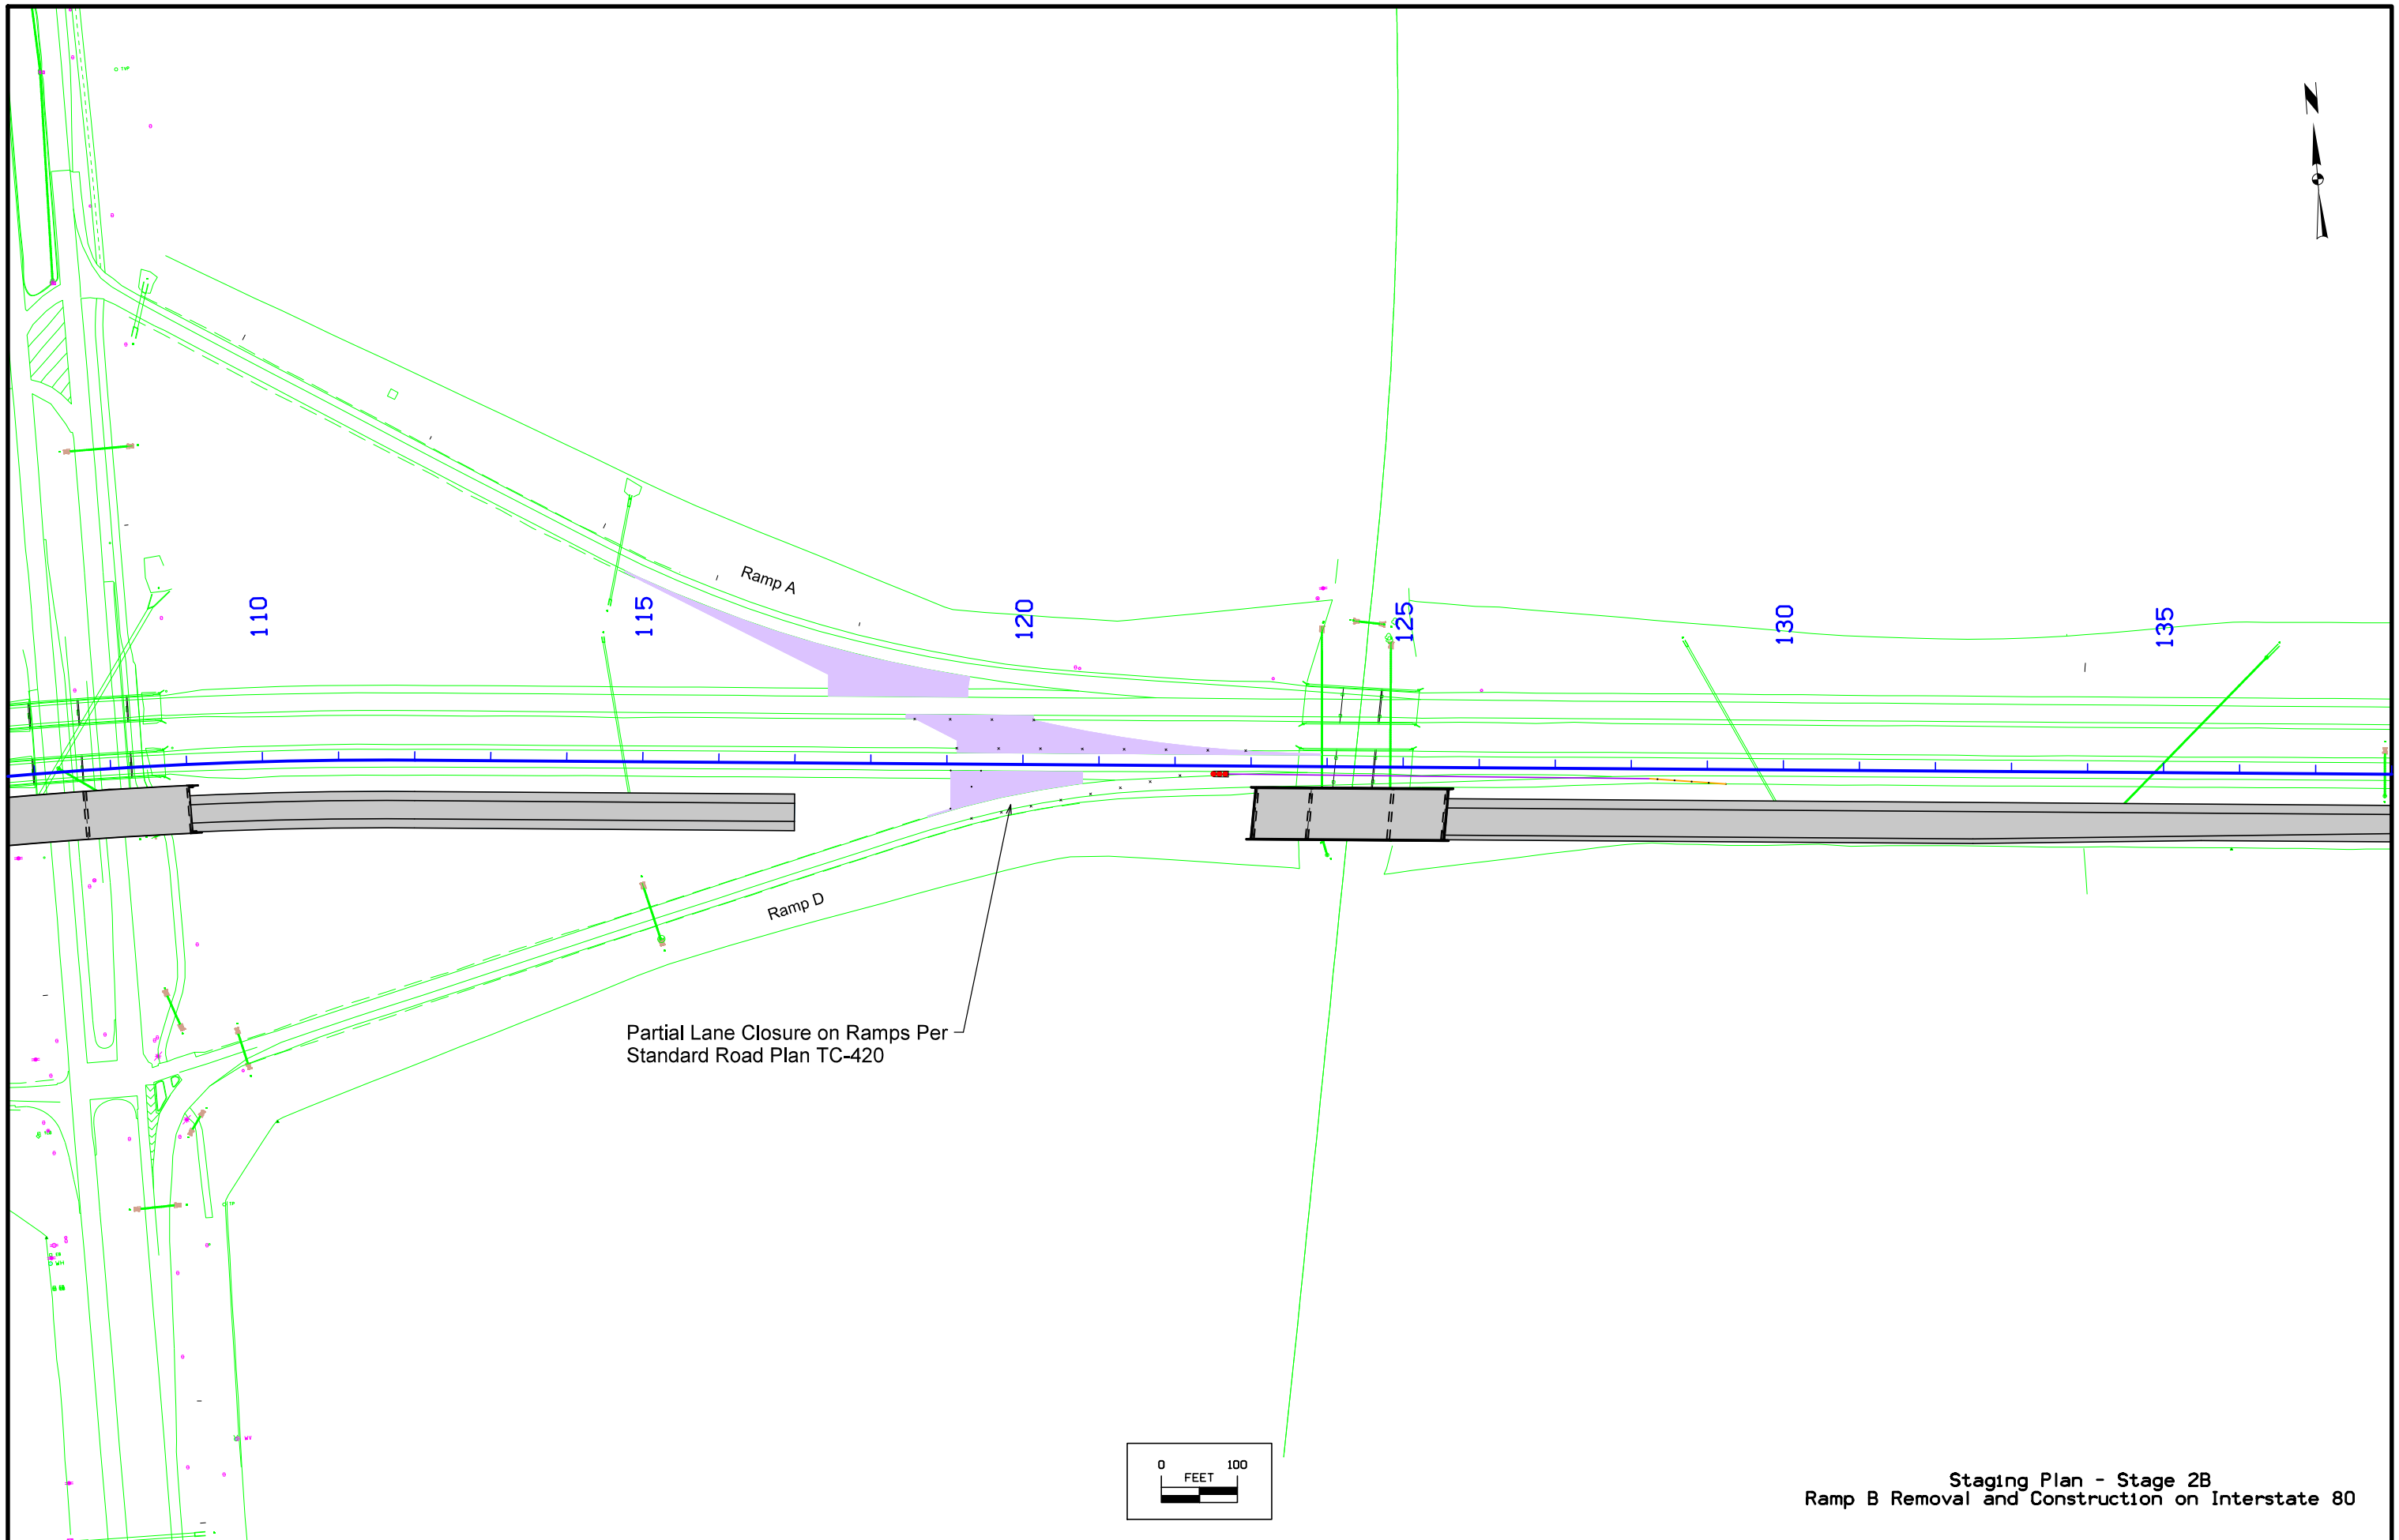 N
Ramp A
110
115
120
125
130
135
Ramp D
Partial Lane Closure on Ramps Per
Standard Road Plan TC-420
0 100
FEET
Staging Plan - Stage 2B
Ramp B Removal and Construction on Interstate 80